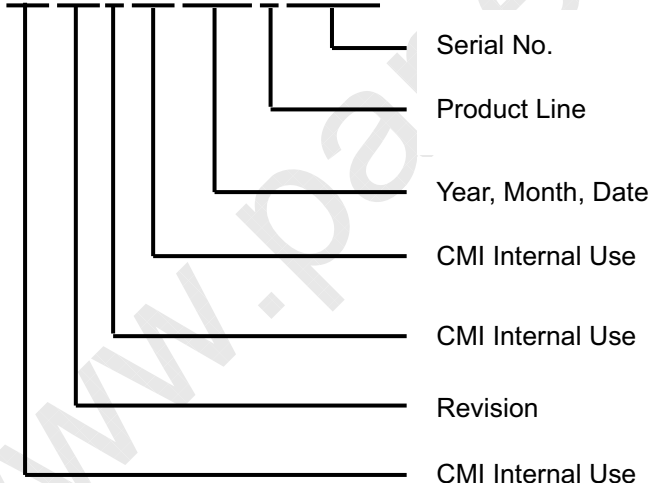 Serial No.
Product Line
Year, Month, Date
CMI Internal Use
CMI Internal Use
Revision
CMI Internal Use